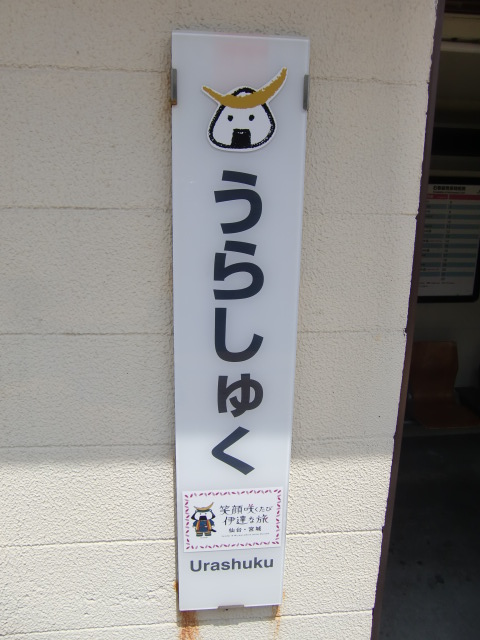 うらしゅく
笑顔咲くたび
伊達な旅
仙台・宮城
Urashuku